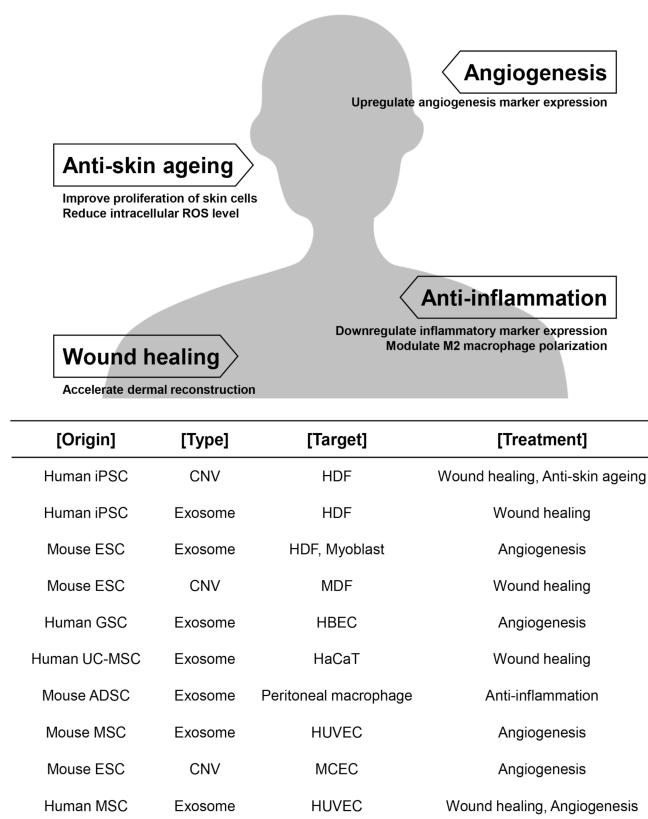 Angiogenesis
Upregulate angiogenesis marker expression
Anti-skin ageing
Improve proliferation of skin cells
Reduce intracellular ROS level
Anti-inflammation
Downregulate inflammatory marker expression
Modulate M2 macrophage polarization
Wound healing
Accelerate dermal reconstruction
[Origin] [Type] [Target] [Treatment]
Human iPSC CNV HDF Wound healing, Anti-skin ageing
Human iPSC Exosome HDF Wound healing
Mouse ESC Exosome HDF, Myoblast Angiogenesis
Mouse ESC CNV MDF Wound healing
Human GSC Exosome HBEC Angiogenesis
Human UC-MSC Exosome HaCaT Wound healing
Mouse ADSC Exosome Peritoneal macrophage Anti-inflammation
Mouse MSC Exosome HUVEC Angiogenesis
Mouse ESC CNV MCEC Angiogenesis
Human MSC Exosome HUVEC Wound healing, Angiogenesis